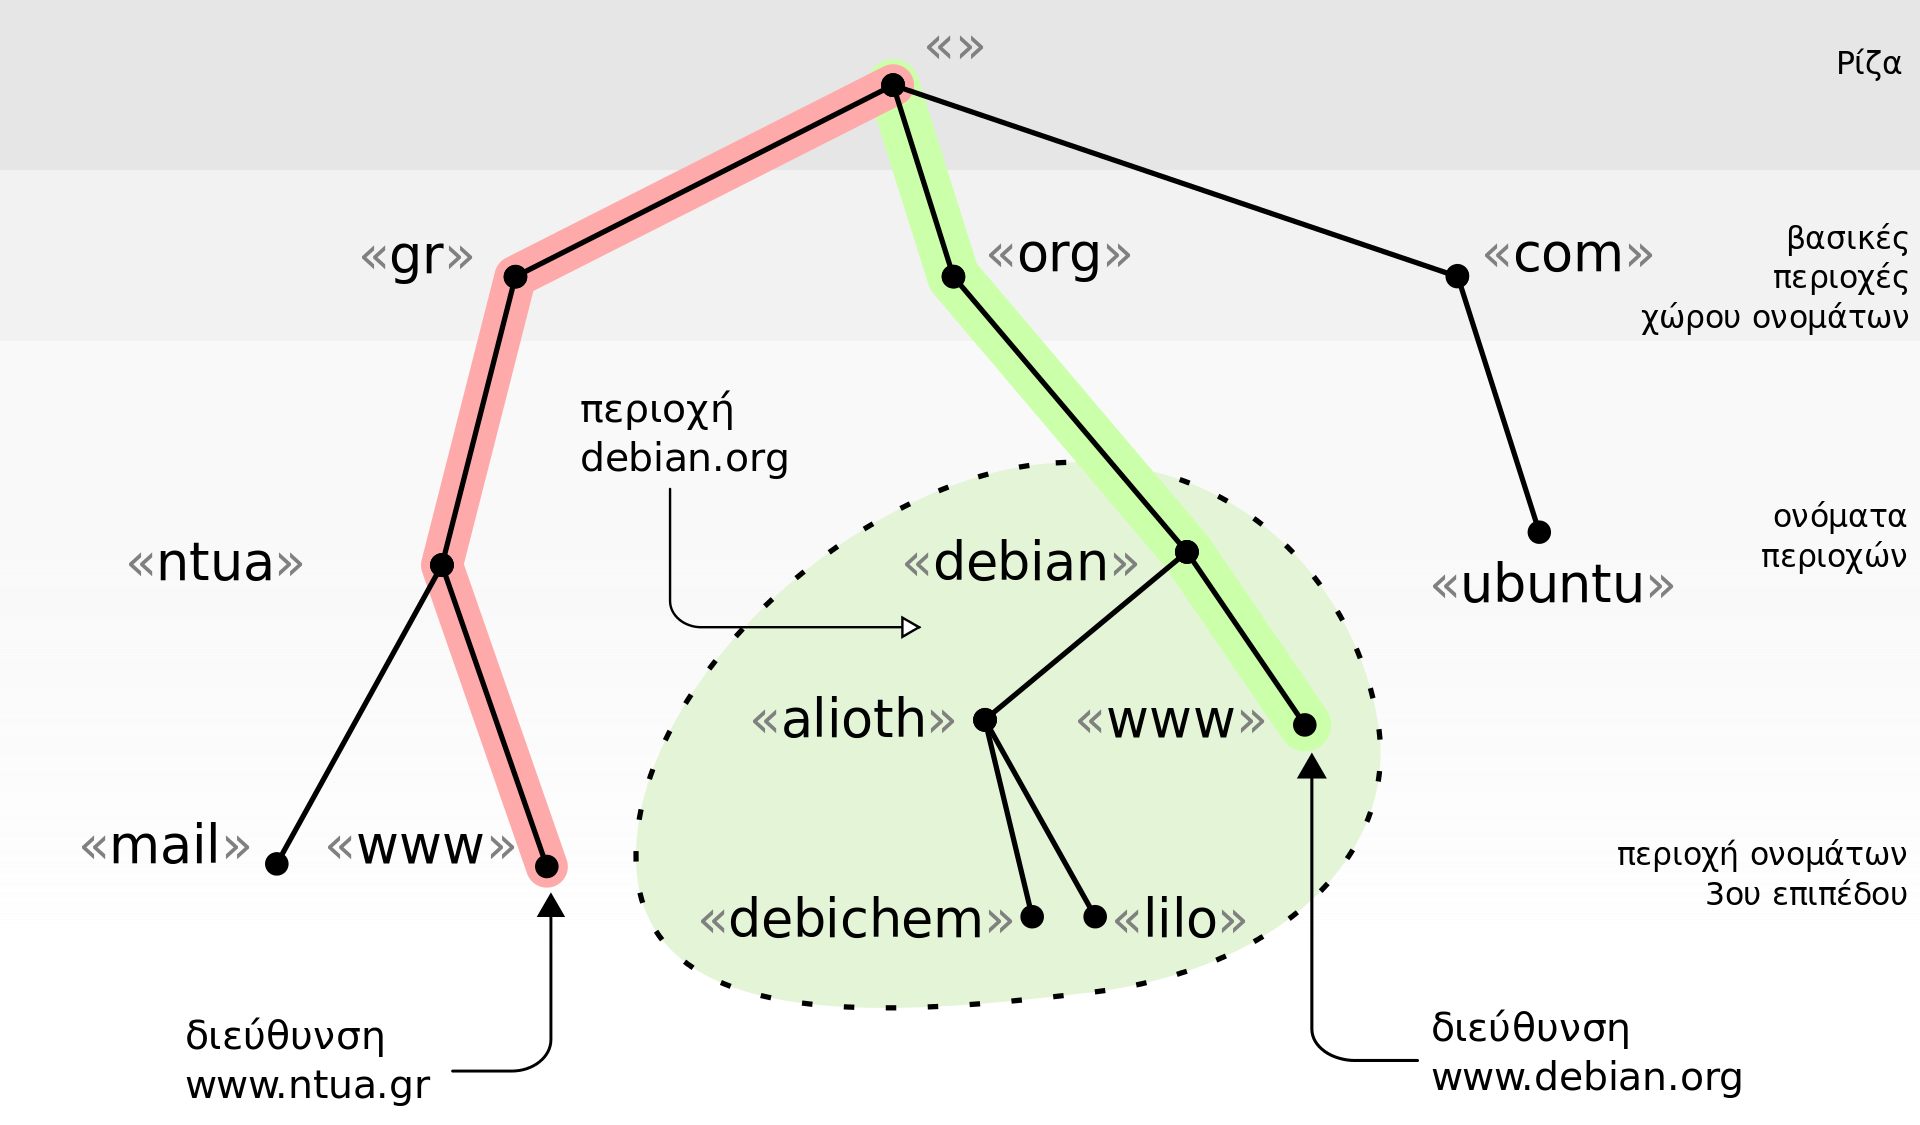 «»
Ρίζα
«gr»
«org»
«com»
βασικές
περιοχές
χώρου ονομάτων
περιοχή
debian.org
ονόματα
περιοχών
«ntua»
«debian»
«ubuntu»
«alioth»
«www»
«mail»
«www»
περιοχή ονομάτων
3ου επιπέδου
«debichem»
«lilo»
διεύθυνση
www.ntua.gr
διεύθυνση
www.debian.org